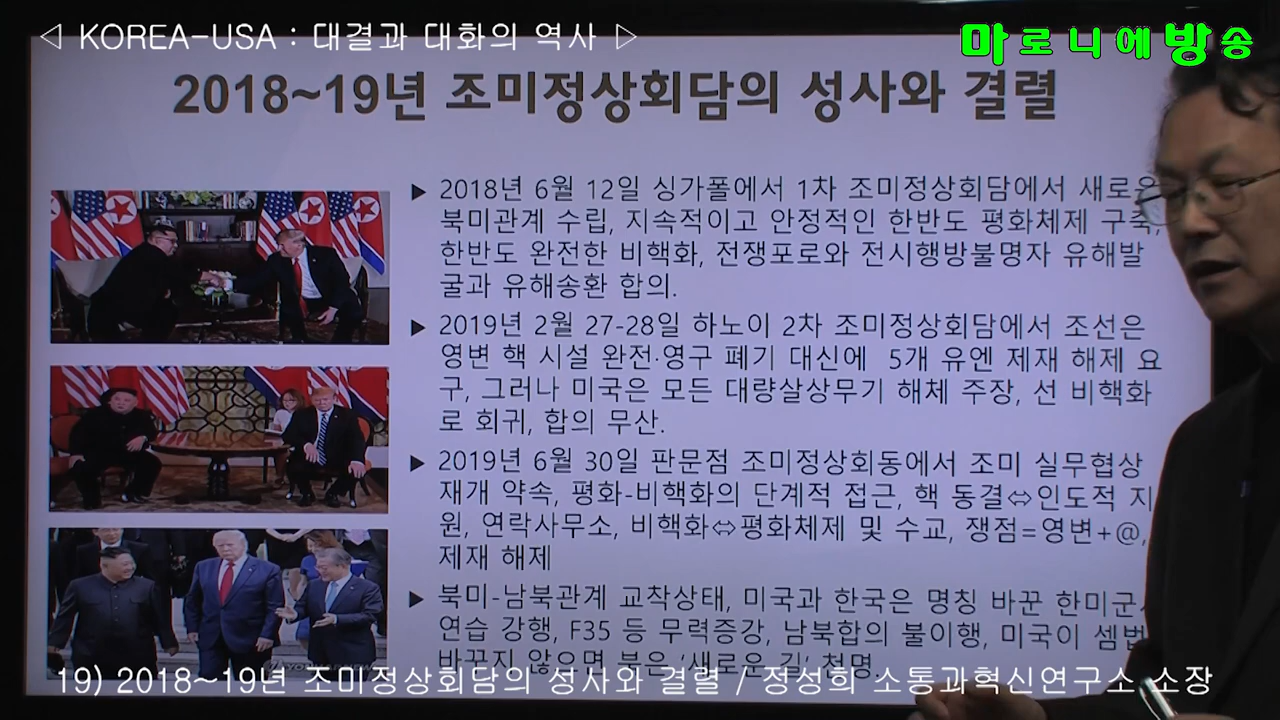 ◁ KOREA-USA : 대결과 대화의 역사 ▷
마로니에방송
2018~19년 조미정상회담의 성사와 결렬
▶ 2018년 6월 12일 싱가폴에서 1차 조미정상회담에서 새로운
북미관계 수립, 지속적이고 안정적인 한반도 평화체제 구축,
한반도 완전한 비핵화, 전쟁포로와 전시행방불명자 유해발
굴과 유해송환 합의.
▶ 2019년 2월 27-28일 하노이 2차 조미정상회담에서 조선은
영변 핵 시설 완전·영구 폐기 대신에 5개 유엔 제재 해제 요
구, 그러나 미국은 모든 대량살상무기 해체 주장, 선 비핵화
로 회귀, 합의 무산.
▶ 2019년 6월 30일 판문점 조미정상회동에서 조미 실무협상
재개 약속, 평화-비핵화의 단계적 접근, 핵 동결⇔인도적 지
원, 연락사무소, 비핵화⇔평화체제 및 수교, 쟁점=영변+@,
제재 해제
▶ 북미-남북관계 교착상태, 미국과 한국은 명칭 바꾼
연습 강행, F35 등 무력증강, 남북합의 불이행, 미국이 셈법
바꾸지 않으면 북은 '새로운 길' 천명.
19) 2018~19년 조미정상회담의 성사와 결렬 / 정성희 소통과혁신연구소 소장